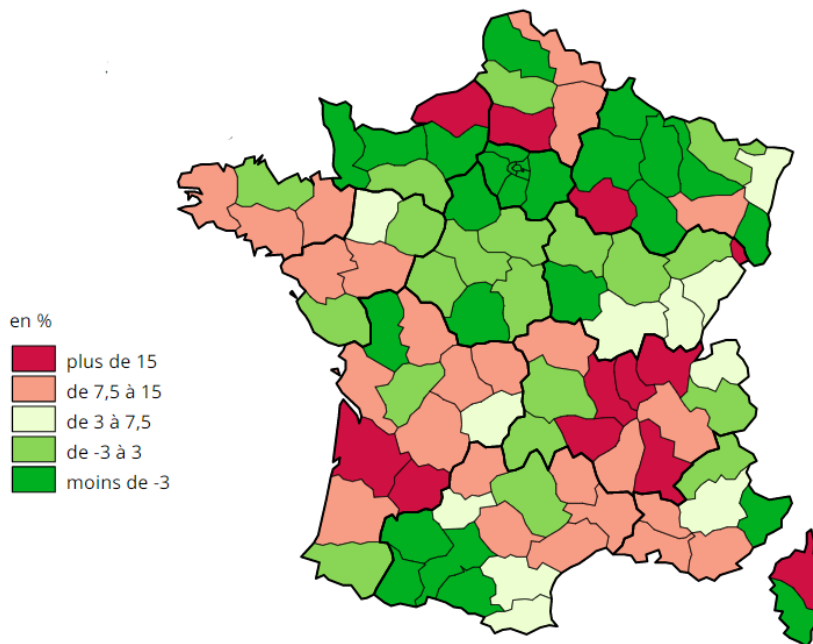 en %
plus de 15
de 7,5 à 15
de 3 à 7,5
de -3 à 3
moins de -3